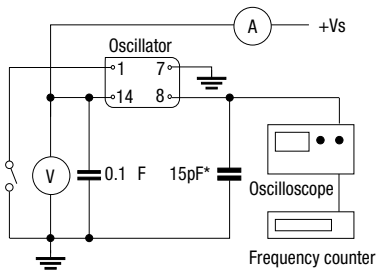 A
+Vs
Oscillator
1 7
14 8
V
0.1 F
15pF*
Oscilloscope
Frequency counter